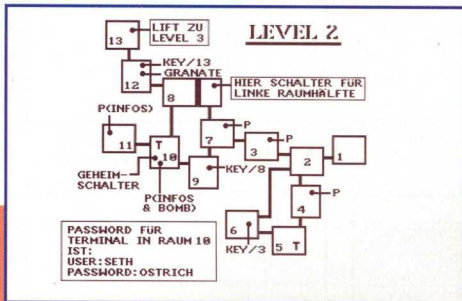 LEVEL 2
LIFT ZU
LEVEL 3
13
KEY/13
GRANATE
12
HIER SCHALTER FÜR
LINKE RAUMHÄLFTE
8
P(INFOS)
P
7
P
3
2
1
11
T
10
GEHEIM-
SCHALTER
P(INFOS
& BOMB)
9
KEY/8
P
4
6
KEY/3
5 T
PASSWORD FÜR
TERMINAL IN RAUM 10
IST:
USER:SETH
PASSWORD:OSTRICH